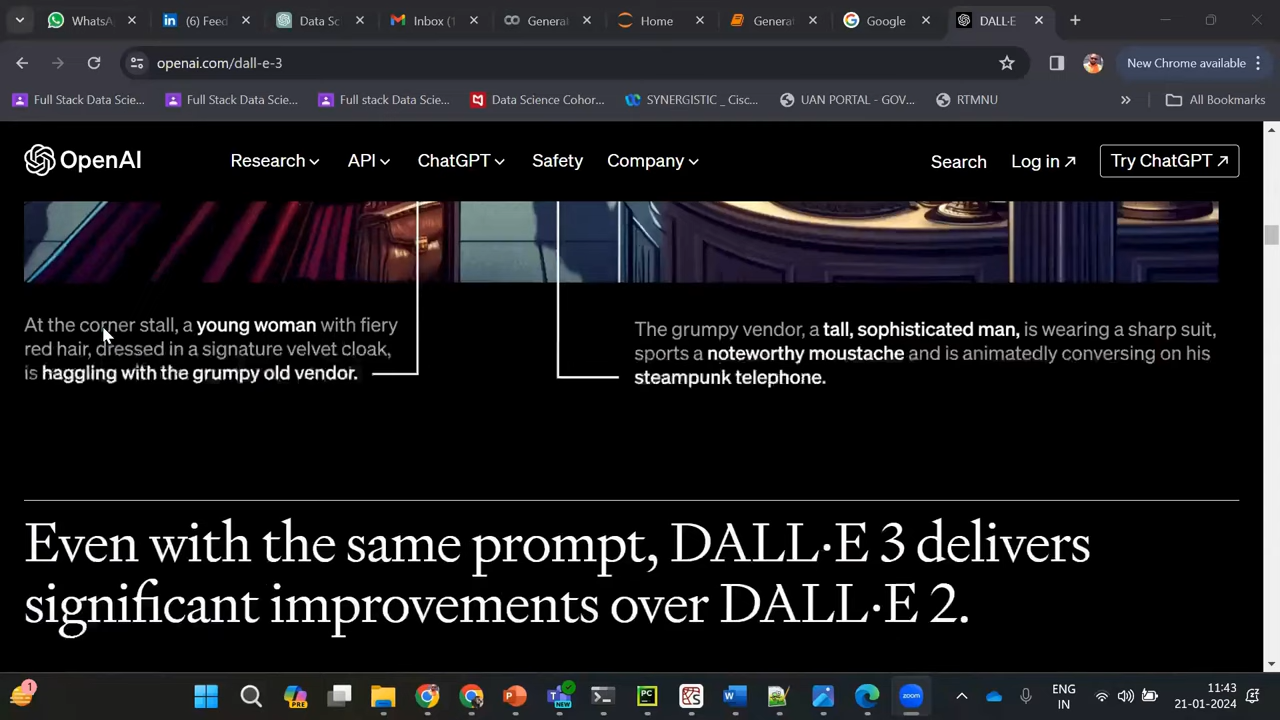 WhatsA
(6) Feed
Data Sc
Inbox (1
Generat
Home
Generat
Google
DALL·E
openai.com/dall-e-3
New Chrome available
Full Stack Data Scie...
Full Stack Data Scie...
Full stack Data Scie...
Data Science Cohor...
SYNERGISTIC _ Cisc...
UAN PORTAL - GOV...
RTMNU
»
All Bookmarks
OpenAI
Research
API
ChatGPT
Safety
Company
Search
Log in ↗
Try ChatGPT ↗
At the corner stall, a young woman with fiery
red hair, dressed in a signature velvet cloak,
is haggling with the grumpy old vendor.
The grumpy vendor, a tall, sophisticated man, is wearing a sharp suit,
sports a noteworthy moustache and is animatedly conversing on his
steampunk telephone.
Even with the same prompt, DALL·E 3 delivers
significant improvements over DALL·E 2.
1
PRE
NEW
PC
zoom
ENG
IN
11:43
21-01-2024